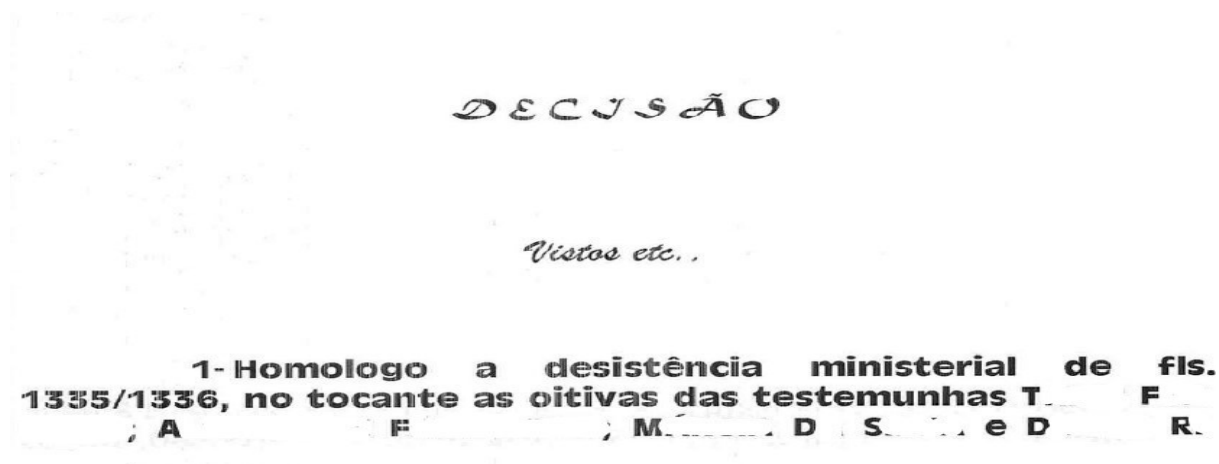 DECISÃO
Vistos etc..
1- Homologo a desistência ministerial de fls.
1335/1336, no tocante as oitivas das testemunhas T. F
; A F ; M. D S. e D R.